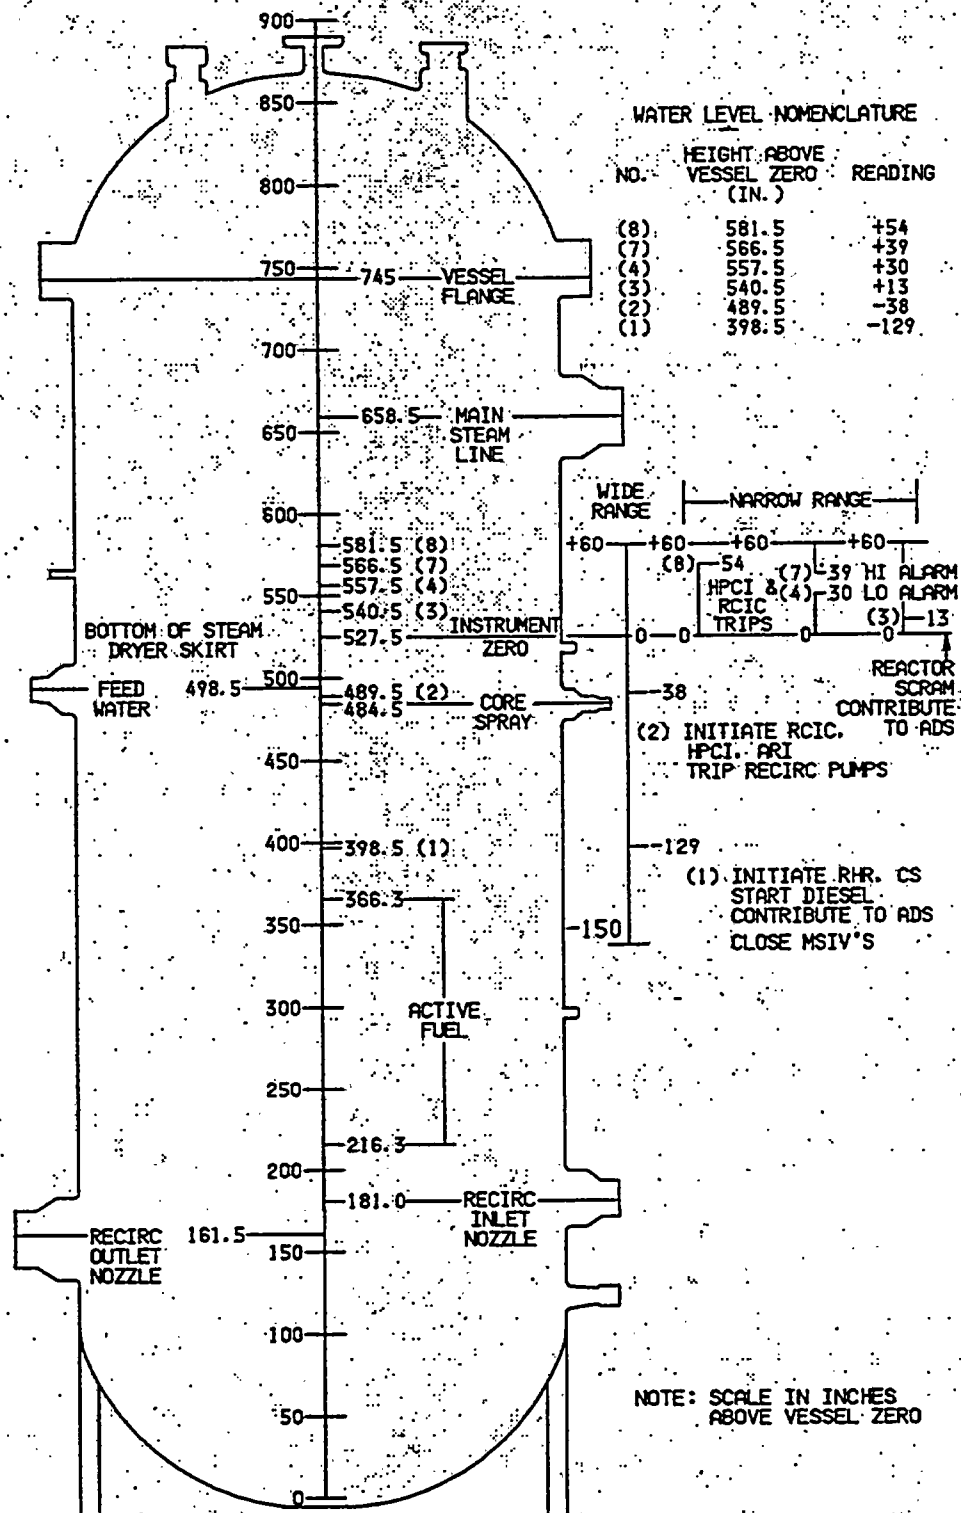 900
850
WATER LEVEL NOMENCLATURE
NO. HEIGHT ABOVE VESSEL ZERO (IN.) READING
(8) 581.5 +54
(7) 566.5 +39
(4) 557.5 +30
(3) 540.5 +13
(2) 489.5 -38
(1) 398.5 -129
800
750
745 VESSEL
FLANGE
700
658.5 MAIN
STEAM
LINE
650
600
WIDE
RANGE
NARROW RANGE
+60 +60 +60 +60
581.5 (8)
566.5 (7)
557.5 (4)
550
540.5 (3)
527.5 INSTRUMENT
ZERO
(8) 54
HPCI &
RCIC
TRIPS
(7) 39 HI ALARM
(4) 30 LO ALARM
(3) 13
0 0 0 0
REACTOR
SCRAM
CONTRIBUTE
TO ADS
BOTTOM OF STEAM
DRYER SKIRT
500
FEED
WATER
498.5
489.5 (2)
484.5 CORE
SPRAY
-38
(2) INITIATE RCIC.
HPCI. ARI
TRIP RECIRC PUMPS
450
400
398.5 (1)
-129
(1) INITIATE RHR. CS
START DIESEL
CONTRIBUTE TO ADS
CLOSE MSIV'S
366.3
350
-150
300
ACTIVE
FUEL
250
216.3
200
181.0 RECIRC
INLET
NOZZLE
RECIRC
OUTLET
NOZZLE
161.5
150
100
50
0
NOTE: SCALE IN INCHES
ABOVE VESSEL ZERO